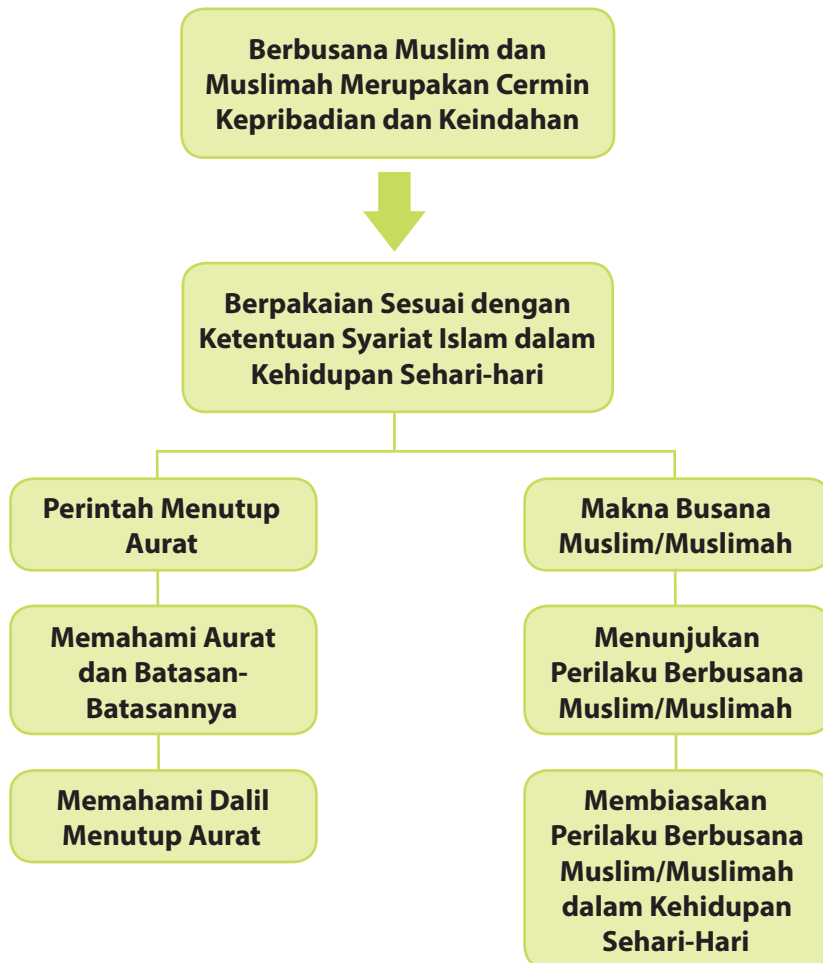 Berbusana Muslim dan
Muslimah Merupakan Cermin
Kepribadian dan Keindahan
Berpakaian Sesuai dengan
Ketentuan Syariat Islam dalam
Kehidupan Sehari-hari
Perintah Menutup
Aurat
Memahami Aurat
dan Batasan-
Batasannya
Memahami Dalil
Menutup Aurat
Makna Busana
Muslim/Muslimah
Menunjukan
Perilaku Berbusana
Muslim/Muslimah
Membiasakan
Perilaku Berbusana
Muslim/Muslimah
dalam Kehidupan
Sehari-Hari